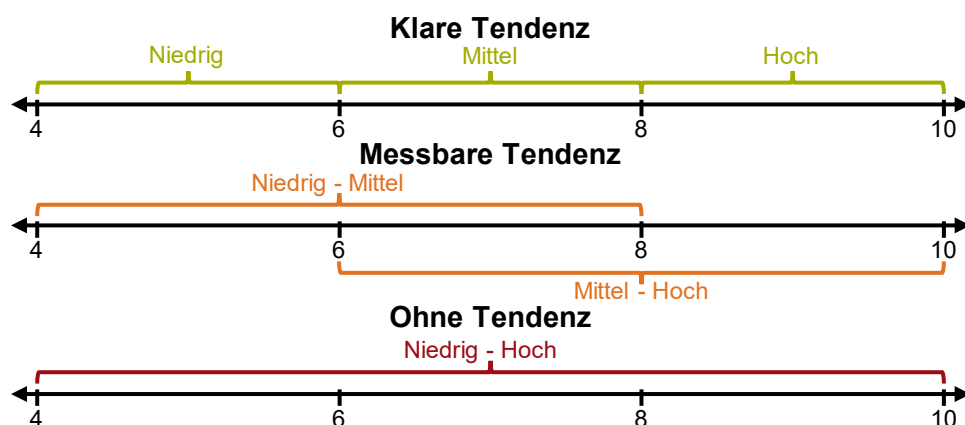 Klare Tendenz
Niedrig Mittel Hoch
4 6 8 10
Messbare Tendenz
Niedrig - Mittel
4 6 8 10
Mittel - Hoch
Ohne Tendenz
Niedrig - Hoch
4 6 8 10